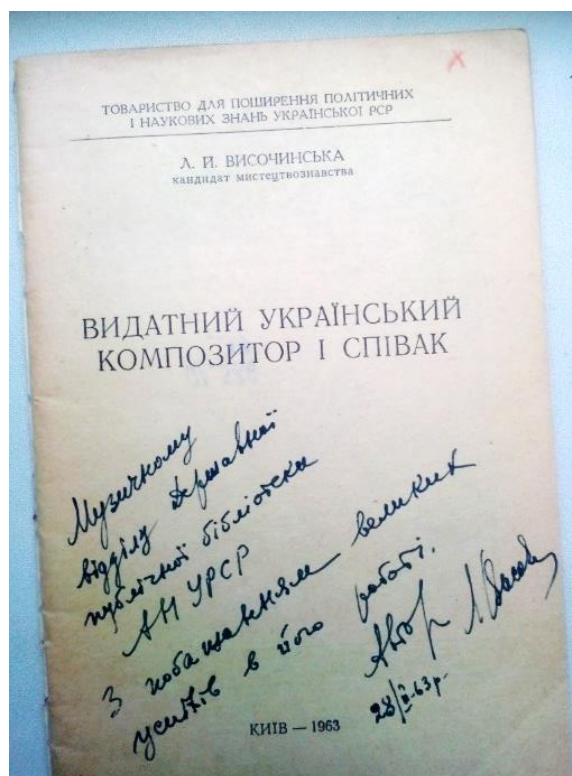 ТОВАРИСТВО ДЛЯ ПОШИРЕННЯ ПОЛІТИЧНИХ
І НАУКОВИХ ЗНАНЬ УКРАЇНСЬКОЇ РСР
Л. Й. ВИСОЧИНСЬКА
кандидат мистецтвознавства
ВИДАТНИЙ УКРАЇНСЬКИЙ
КОМПОЗИТОР І СПІВАК
Музичному
відділу Державної
публічної бібліотеки
АН УРСР
З побажанням великих
успіхів в його роботі.
Автор
КИЇВ — 1963